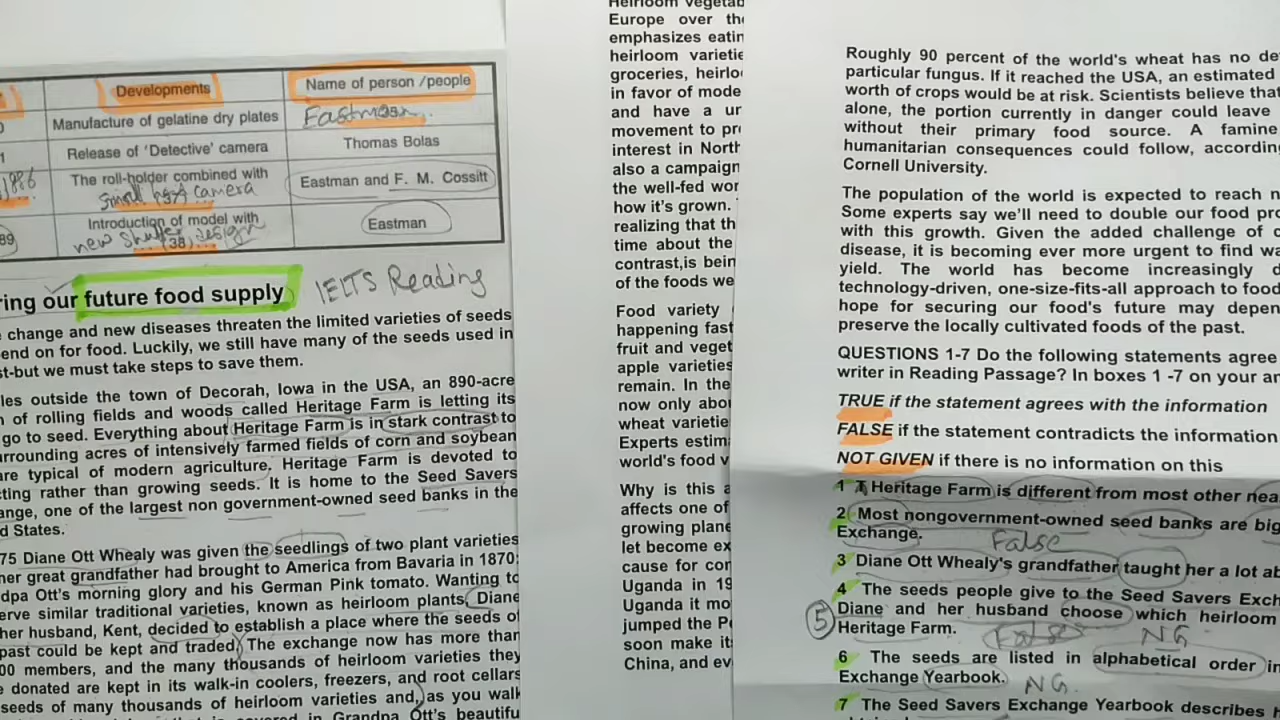 Developments Name of person /people
Manufacture of gelatine dry plates Eastman
Release of 'Detective' camera Thomas Bolas
1886 The roll-holder combined with Eastman and F. M. Cossitt
small camera
89 Introduction of model with Eastman
new shutter design
(38)
ring our future food supply IELTS Reading
change and new diseases threaten the limited varieties of seeds
end on for food. Luckily, we still have many of the seeds used in
st-but we must take steps to save them.
les outside the town of Decorah, Iowa in the USA, an 890-acre
n of rolling fields and woods called Heritage Farm is letting its
go to seed. Everything about Heritage Farm is in stark contrast to
rrounding acres of intensively farmed fields of corn and soybean
are typical of modern agriculture. Heritage Farm is devoted to
ting rather than growing seeds. It is home to the Seed Savers
ange, one of the largest non government-owned seed banks in the
d States.
75 Diane Ott Whealy was given the seedlings of two plant varieties
her great grandfather had brought to America from Bavaria in 1870:
dpa Ott's morning glory and his German Pink tomato. Wanting to
erve similar traditional varieties, known as heirloom plants, Diane
her husband, Kent, decided to establish a place where the seeds of
past could be kept and traded. The exchange now has more than
00 members, and the many thousands of heirloom varieties they
donated are kept in its walk-in coolers, freezers, and root cellars
seeds of many thousands of heirloom varieties and, as you walk
in Grandpa Ott's beautifu
Heirloom vegetab
Europe over the
emphasizes eatin
heirloom varietie
groceries, heirlo
in favor of mode
and have a ur
movement to pre
interest in North
also a campaign
the well-fed wor
how it's grown.
realizing that th
time about the
contrast,is bein
of the foods we
Food variety
happening fast
fruit and veget
apple varieties
remain. In the
now only abou
wheat varietie
Experts estima
world's food v
Why is this a
affects one of
growing plane
let become ex
cause for con
Uganda in 19
Uganda it mo
jumped the
soon make it
China, and ev
Roughly 90 percent of the world's wheat has no de
particular fungus. If it reached the USA, an estimated
worth of crops would be at risk. Scientists believe that
alone, the portion currently in danger could leave
without their primary food source. A famine
humanitarian consequences could follow, according
Cornell University.
The population of the world is expected to reach n
Some experts say we'll need to double our food pro
with this growth. Given the added challenge of c
disease, it is becoming ever more urgent to find wa
yield. The world has become increasingly d
technology-driven, one-size-fits-all approach to food
hope for securing our food's future may depen
preserve the locally cultivated foods of the past.
QUESTIONS 1-7 Do the following statements agree
writer in Reading Passage? In boxes 1 -7 on your an
TRUE if the statement agrees with the information
FALSE if the statement contradicts the information
NOT GIVEN if there is no information on this
1 T Heritage Farm is different from most other nea
2 Most nongovernment-owned seed banks are big
Exchange. False
3 Diane Ott Whealy's grandfather taught her a lot ab
4 The seeds people give to the Seed Savers Exch
5 Diane and her husband choose which heirloom
Heritage Farm. False NG
6 The seeds are listed in alphabetical order in
Exchange Yearbook. NG.
7 The Seed Savers Exchange Yearbook describes h